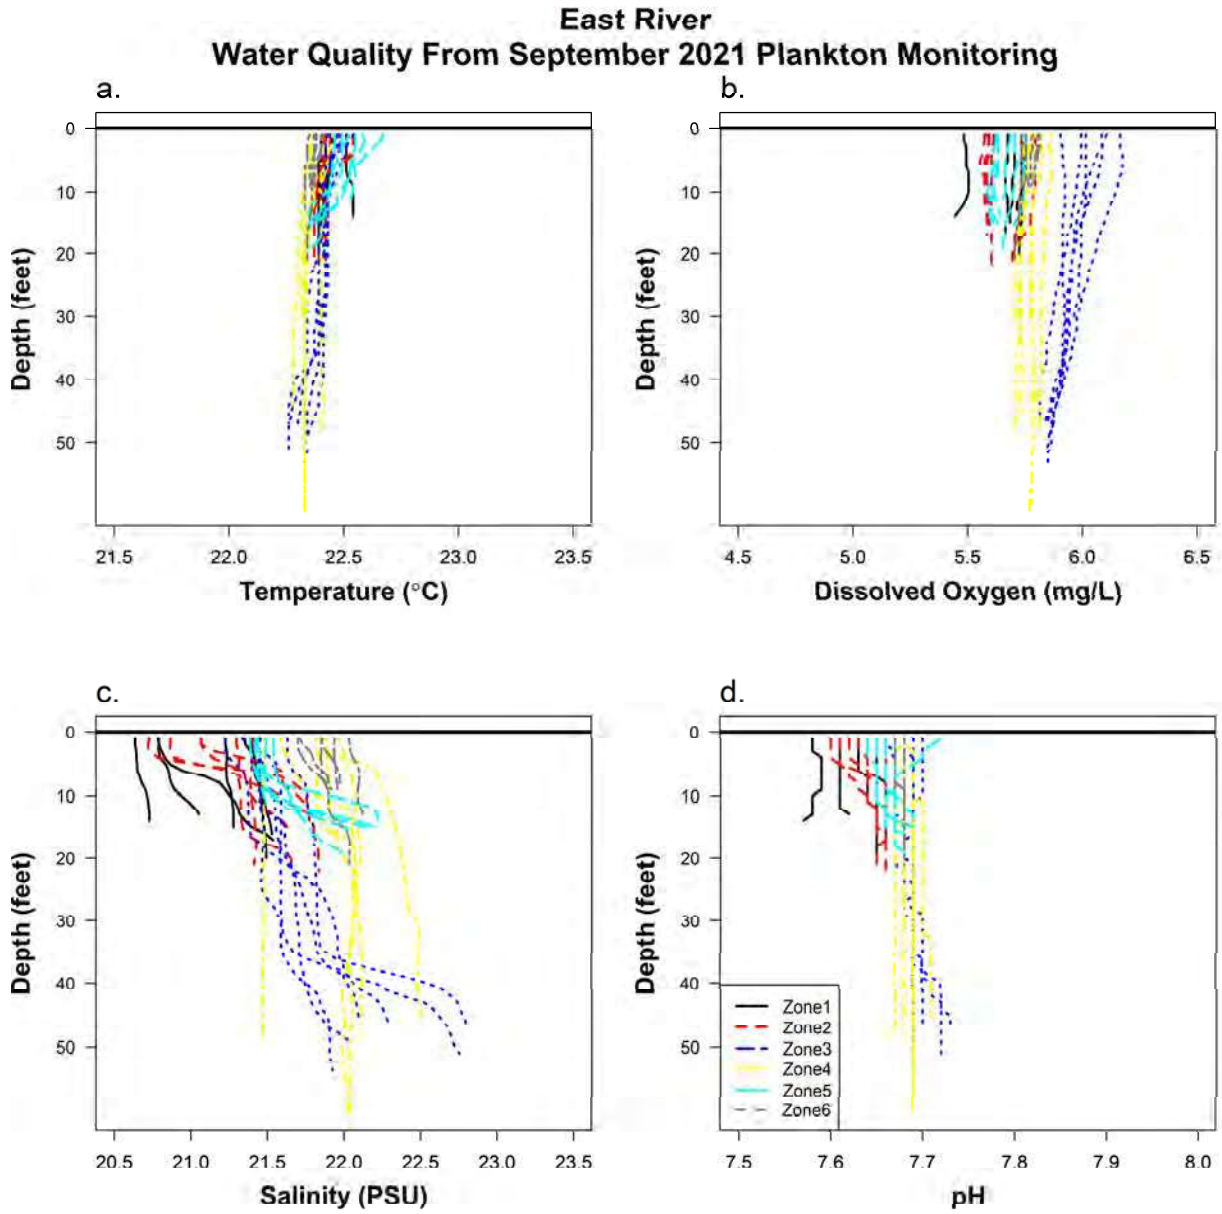 East River
Water Quality From September 2021 Plankton Monitoring
a.
0
10
20
30
40
50
Depth (feet)
21.5 22.0 22.5 23.0 23.5
Temperature (°C)
b.
0
10
20
30
40
50
Depth (feet)
4.5 5.0 5.5 5.8 6.0 6.5
Dissolved Oxygen (mg/L)
c.
0
10
20
30
40
50
Depth (feet)
20.5 21.0 21.5 22.0 22.5 23.0 23.5
Salinity (PSU)
d.
0
10
20
30
40
50
Depth (feet)
Zone1
Zone2
Zone3
Zone4
Zone5
Zone6
7.5 7.6 7.7 7.8 7.9 8.0
pH